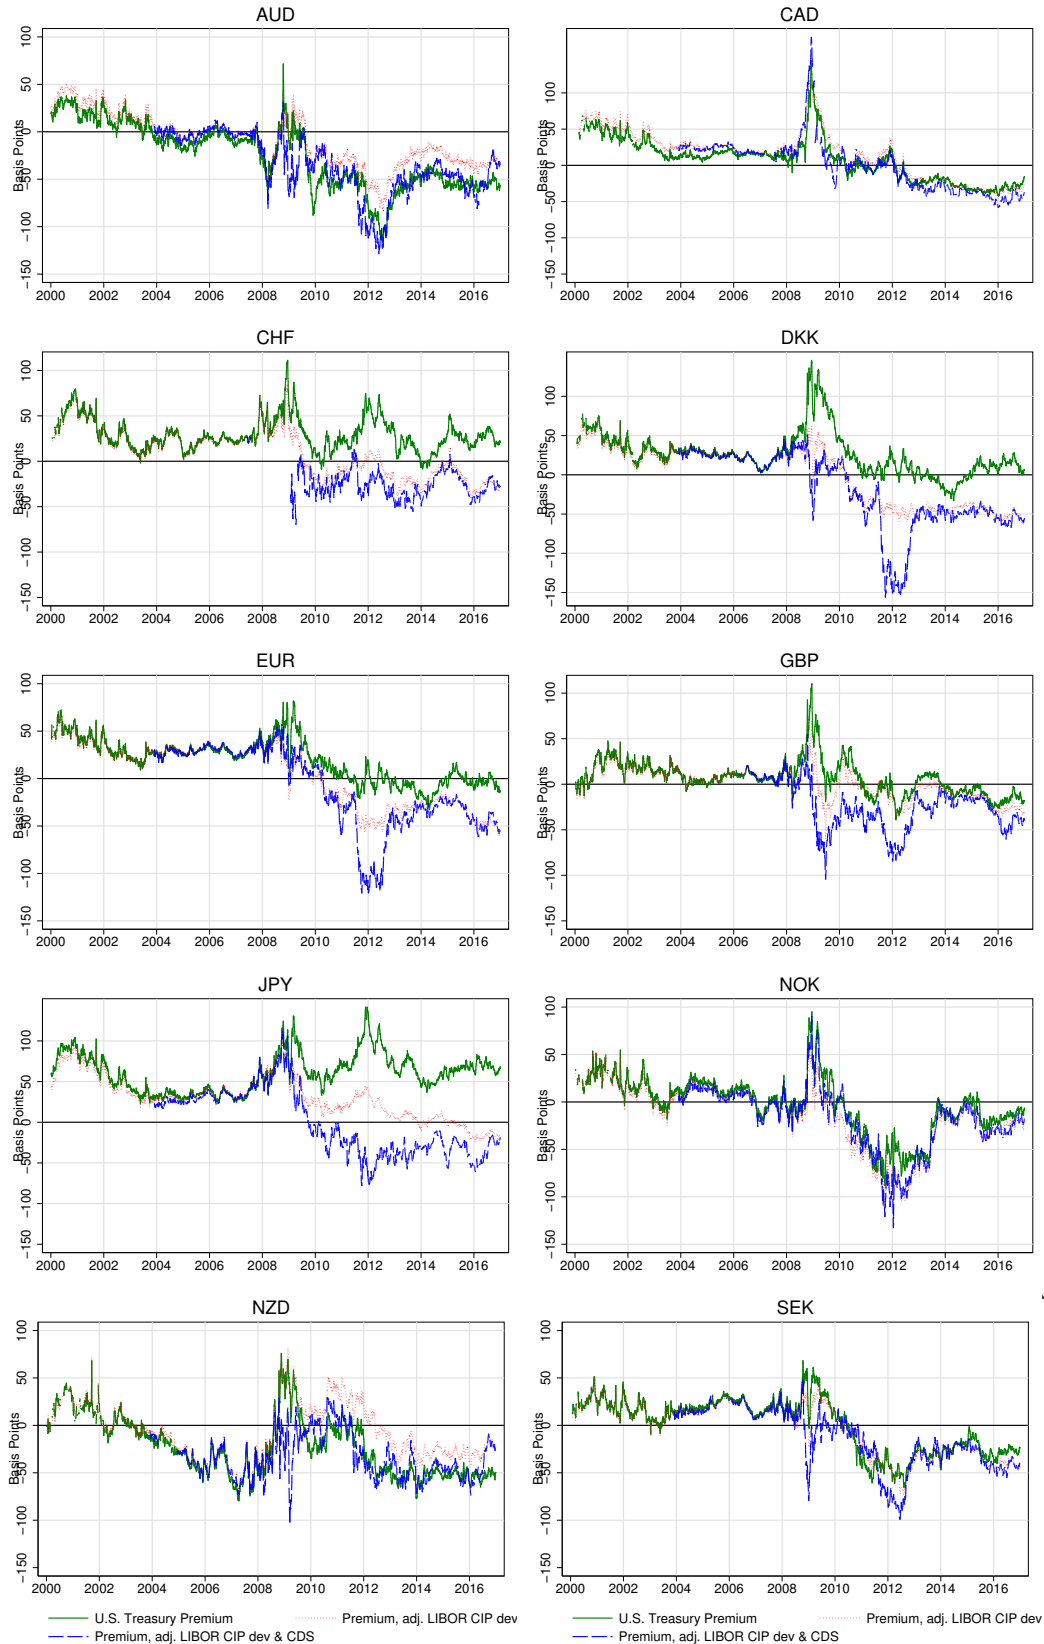 AUD
Basis Points
100
50
0
−50
−100
−150
2000 2002 2004 2006 2008 2010 2012 2014 2016
CAD
Basis Points
100
50
0
−50
−100
−150
2000 2002 2004 2006 2008 2010 2012 2014 2016
CHF
Basis Points
100
50
0
−50
−100
−150
2000 2002 2004 2006 2008 2010 2012 2014 2016
DKK
Basis Points
100
50
0
−50
−100
−150
2000 2002 2004 2006 2008 2010 2012 2014 2016
EUR
Basis Points
100
50
0
−50
−100
−150
2000 2002 2004 2006 2008 2010 2012 2014 2016
GBP
Basis Points
100
50
0
−50
−100
−150
2000 2002 2004 2006 2008 2010 2012 2014 2016
JPY
Basis Points
100
50
0
−50
−100
−150
2000 2002 2004 2006 2008 2010 2012 2014 2016
NOK
Basis Points
100
50
0
−50
−100
−150
2000 2002 2004 2006 2008 2010 2012 2014 2016
NZD
Basis Points
100
50
0
−50
−100
−150
2000 2002 2004 2006 2008 2010 2012 2014 2016
SEK
Basis Points
100
50
0
−50
−100
−150
2000 2002 2004 2006 2008 2010 2012 2014 2016
U.S. Treasury Premium Premium, adj. LIBOR CIP dev
Premium, adj. LIBOR CIP dev & CDS
U.S. Treasury Premium Premium, adj. LIBOR CIP dev
Premium, adj. LIBOR CIP dev & CDS